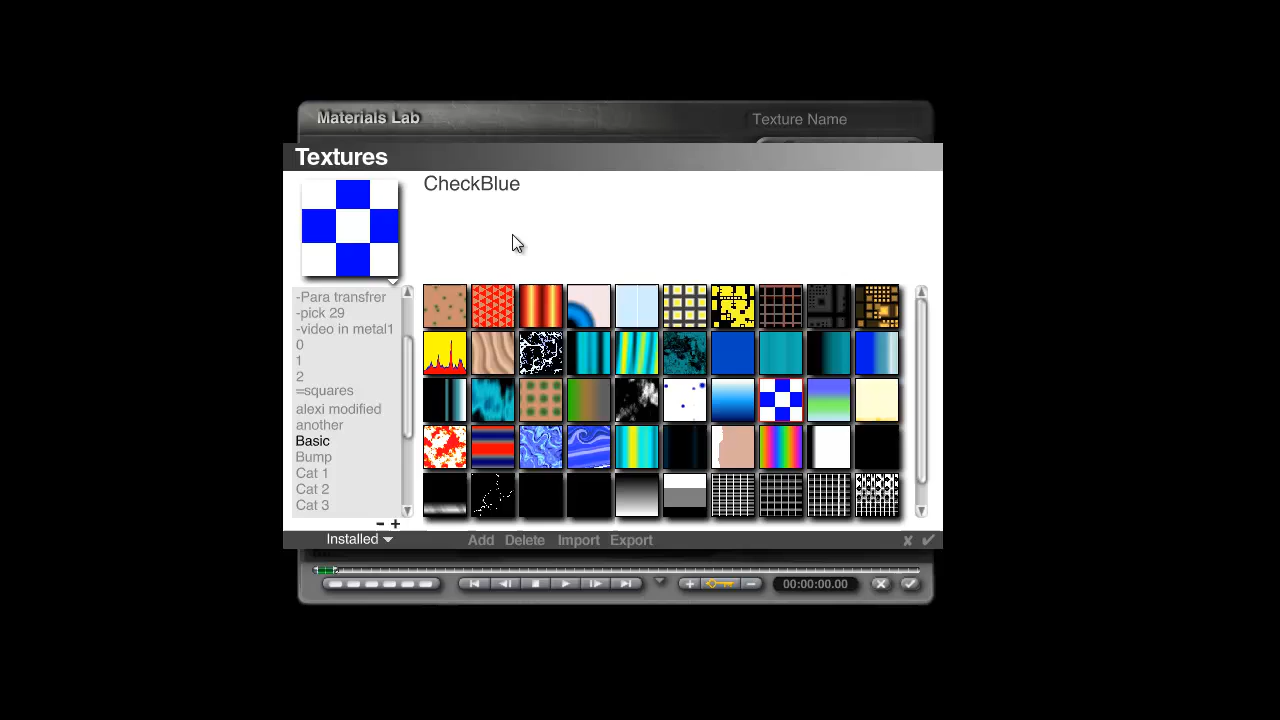 Materials Lab
Texture Name
Textures
CheckBlue
-Para transfrer
-pick 29
-video in metal1
0
1
2
=squares
alexi modified
another
Basic
Bump
Cat 1
Cat 2
Cat 3
- +
Installed
Add Delete Import Export
00:00:00.00